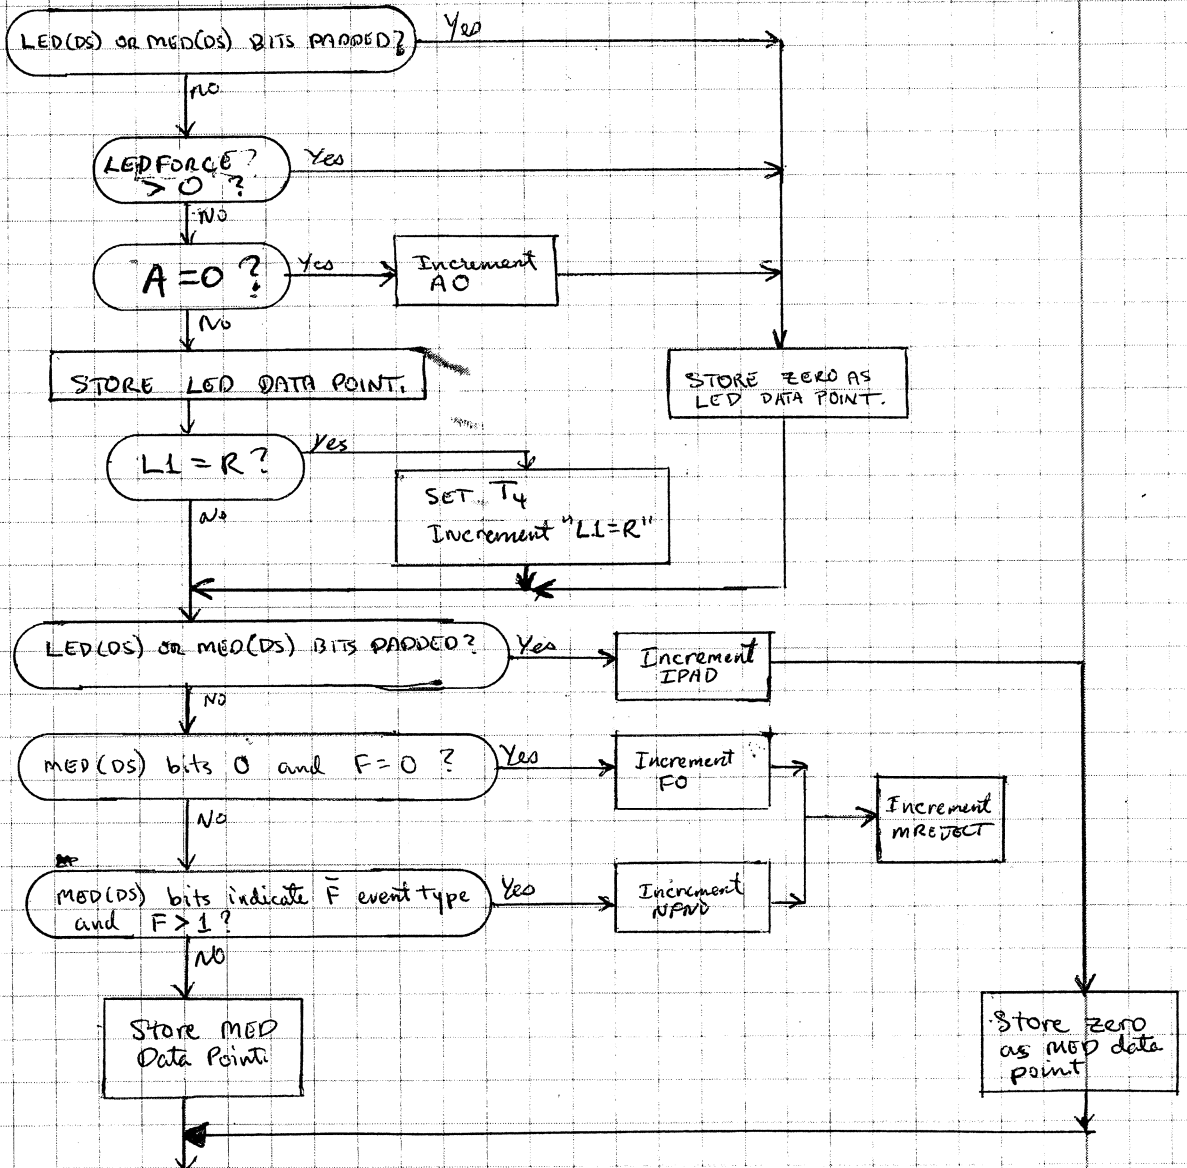 LED(DS) OR MED(DS) BITS PADDED?
Yes
NO
LEDFORCE?
> 0 ?
Yes
NO
A=0 ?
Yes
Increment
A0
No
STORE LED DATA POINT.
STORE ZERO AS
LED DATA POINT.
L1 = R ?
Yes
SET T4
Increment "L1=R"
No
LED(DS) OR MED(DS) BITS PADDED?
Yes
Increment
IPAD
NO
MED(DS) bits 0 and F=0 ?
Yes
Increment
F0
NO
Increment
MREJECT
MED(DS) bits indicate F̄ event type
and F > 1 ?
Yes
Increment
NO
Store MED
Data Point.
Store zero
as MED data
point